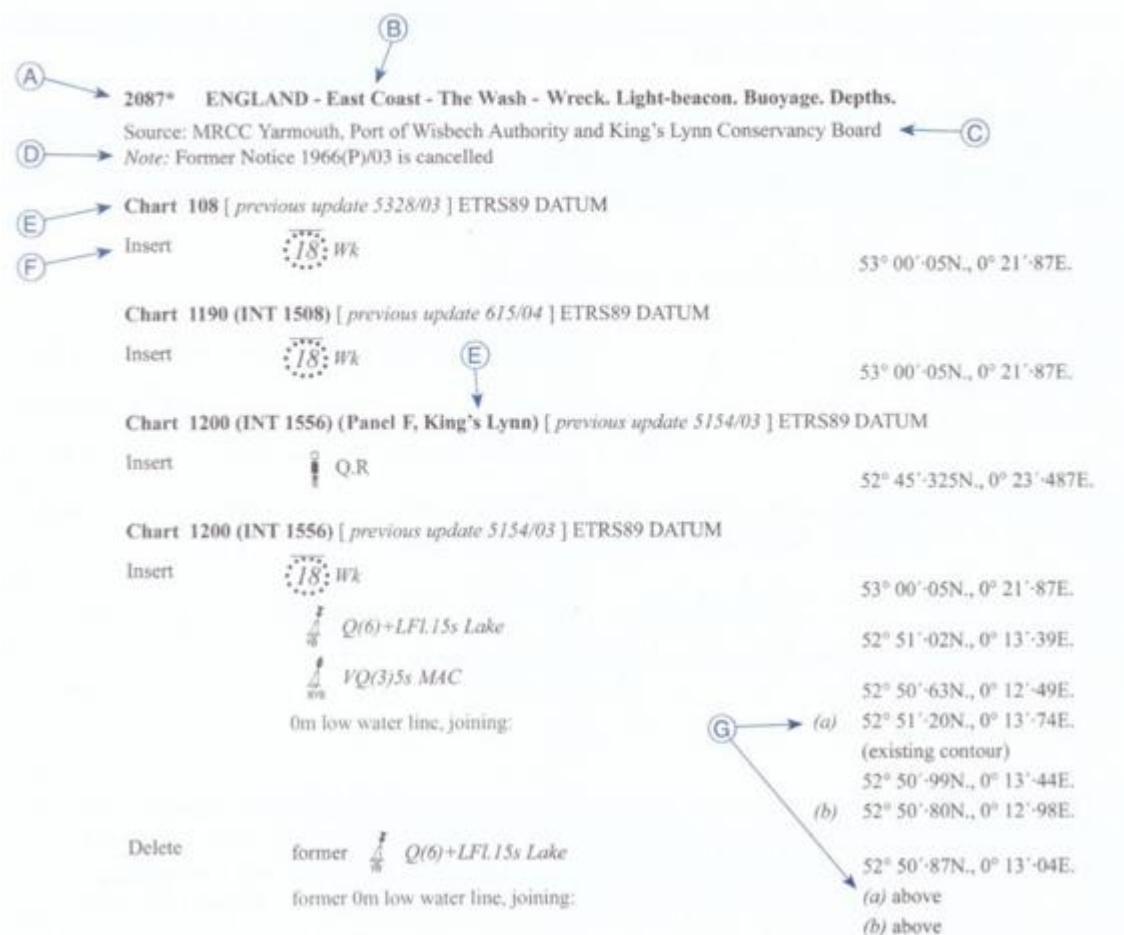 B
A
2087* ENGLAND - East Coast - The Wash - Wreck. Light-beacon. Buoyage. Depths.
Source: MRCC Yarmouth, Port of Wisbech Authority and King's Lynn Conservancy Board C
D Note: Former Notice 1966(P)/03 is cancelled
E Chart 108 [ previous update 5328/03 ] ETRS89 DATUM
F Insert 18 Wk 53° 00´·05N., 0° 21´·87E.
Chart 1190 (INT 1508) [ previous update 615/04 ] ETRS89 DATUM
Insert 18 Wk 53° 00´·05N., 0° 21´·87E.
E
Chart 1200 (INT 1556) (Panel F, King's Lynn) [ previous update 5154/03 ] ETRS89 DATUM
Insert Q.R 52° 45´·325N., 0° 23´·487E.
Chart 1200 (INT 1556) [ previous update 5154/03 ] ETRS89 DATUM
Insert 18 Wk 53° 00´·05N., 0° 21´·87E.
Q(6)+LFl.15s Lake 52° 51´·02N., 0° 13´·39E.
VQ(3)5s MAC 52° 50´·63N., 0° 12´·49E.
0m low water line, joining: G (a) 52° 51´·20N., 0° 13´·74E.
(existing contour)
52° 50´·99N., 0° 13´·44E.
(b) 52° 50´·80N., 0° 12´·98E.
Delete former Q(6)+LFl.15s Lake 52° 50´·87N., 0° 13´·04E.
former 0m low water line, joining: (a) above
(b) above